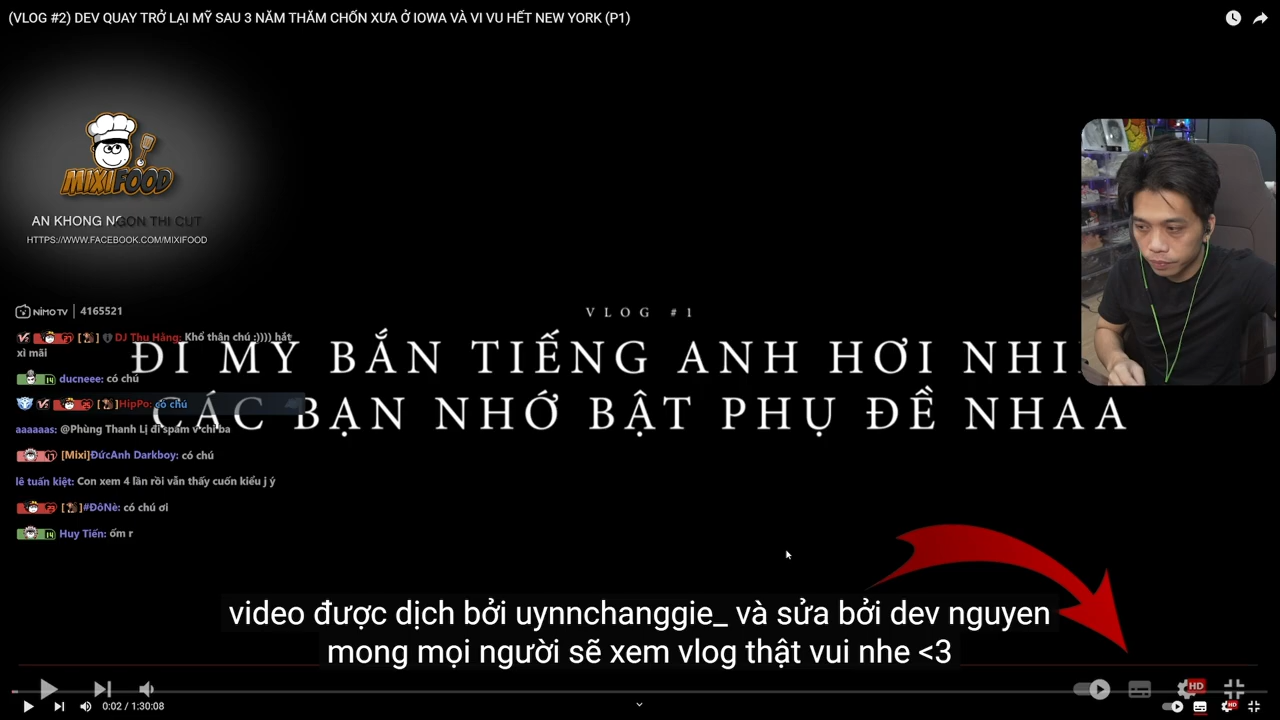 (VLOG #2) DEV QUAY TRỞ LẠI MỸ SAU 3 NĂM THĂM CHỐN XƯA Ở IOWA VÀ VI VU HẾT NEW YORK (P1)
MIXIFOOD
AN KHONG NGON THI CUT
HTTPS://WWW.FACEBOOK.COM/MIXIFOOD
NIMO TV | 4165521
DJ Thu Hằng: Khổ thân chú :)))) hắt
xì mãi
14 ducneee: có chú
HípPo: có chú
aaaaaas: @Phùng Thanh Lị đi spam v chi ba
17 [Mixi]ĐứcAnh Darkboy: có chú
lê tuấn kiệt: Con xem 4 lần rồi vẫn thấy cuốn kiểu j ý
#ĐôNè: có chú ơi
14 Huy Tiến: ốm r
VLOG #1
ĐI MỸ BẮN TIẾNG ANH HƠI NHI
CÁC BẠN NHỚ BẬT PHỤ ĐỀ NHAA
video được dịch bởi uynnchanggie_ và sửa bởi dev nguyen
mong mọi người sẽ xem vlog thật vui nhe <3
HD
0:02 / 1:30:08
HD